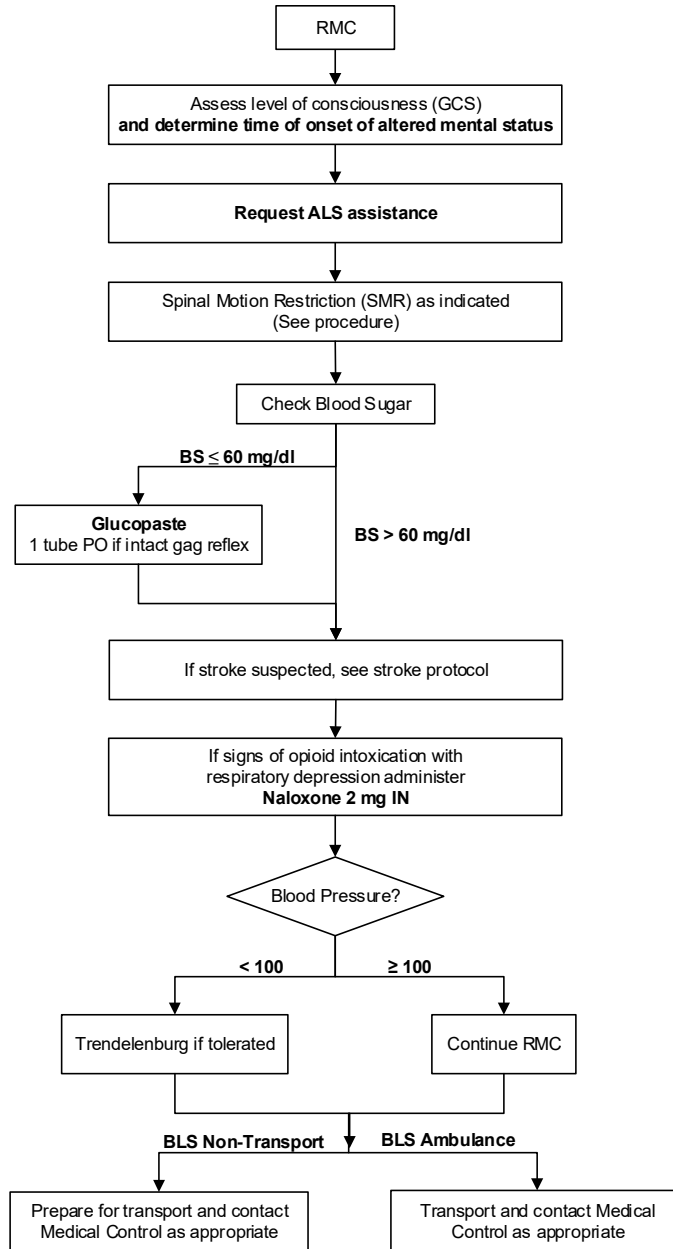 RMC
Assess level of consciousness (GCS)
and determine time of onset of altered mental status
Request ALS assistance
Spinal Motion Restriction (SMR) as indicated
(See procedure)
Check Blood Sugar
BS ≤ 60 mg/dl
Glucopaste
1 tube PO if intact gag reflex
BS > 60 mg/dl
If stroke suspected, see stroke protocol
If signs of opioid intoxication with
respiratory depression administer
Naloxone 2 mg IN
Blood Pressure?
< 100
≥ 100
Trendelenburg if tolerated
Continue RMC
BLS Non-Transport
BLS Ambulance
Prepare for transport and contact
Medical Control as appropriate
Transport and contact Medical
Control as appropriate